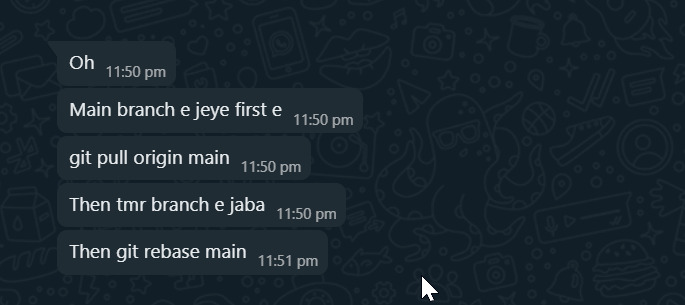 Oh 11:50 pm
Main branch e jeye first e 11:50 pm
git pull origin main 11:50 pm
Then tmr branch e jaba 11:50 pm
Then git rebase main 11:51 pm